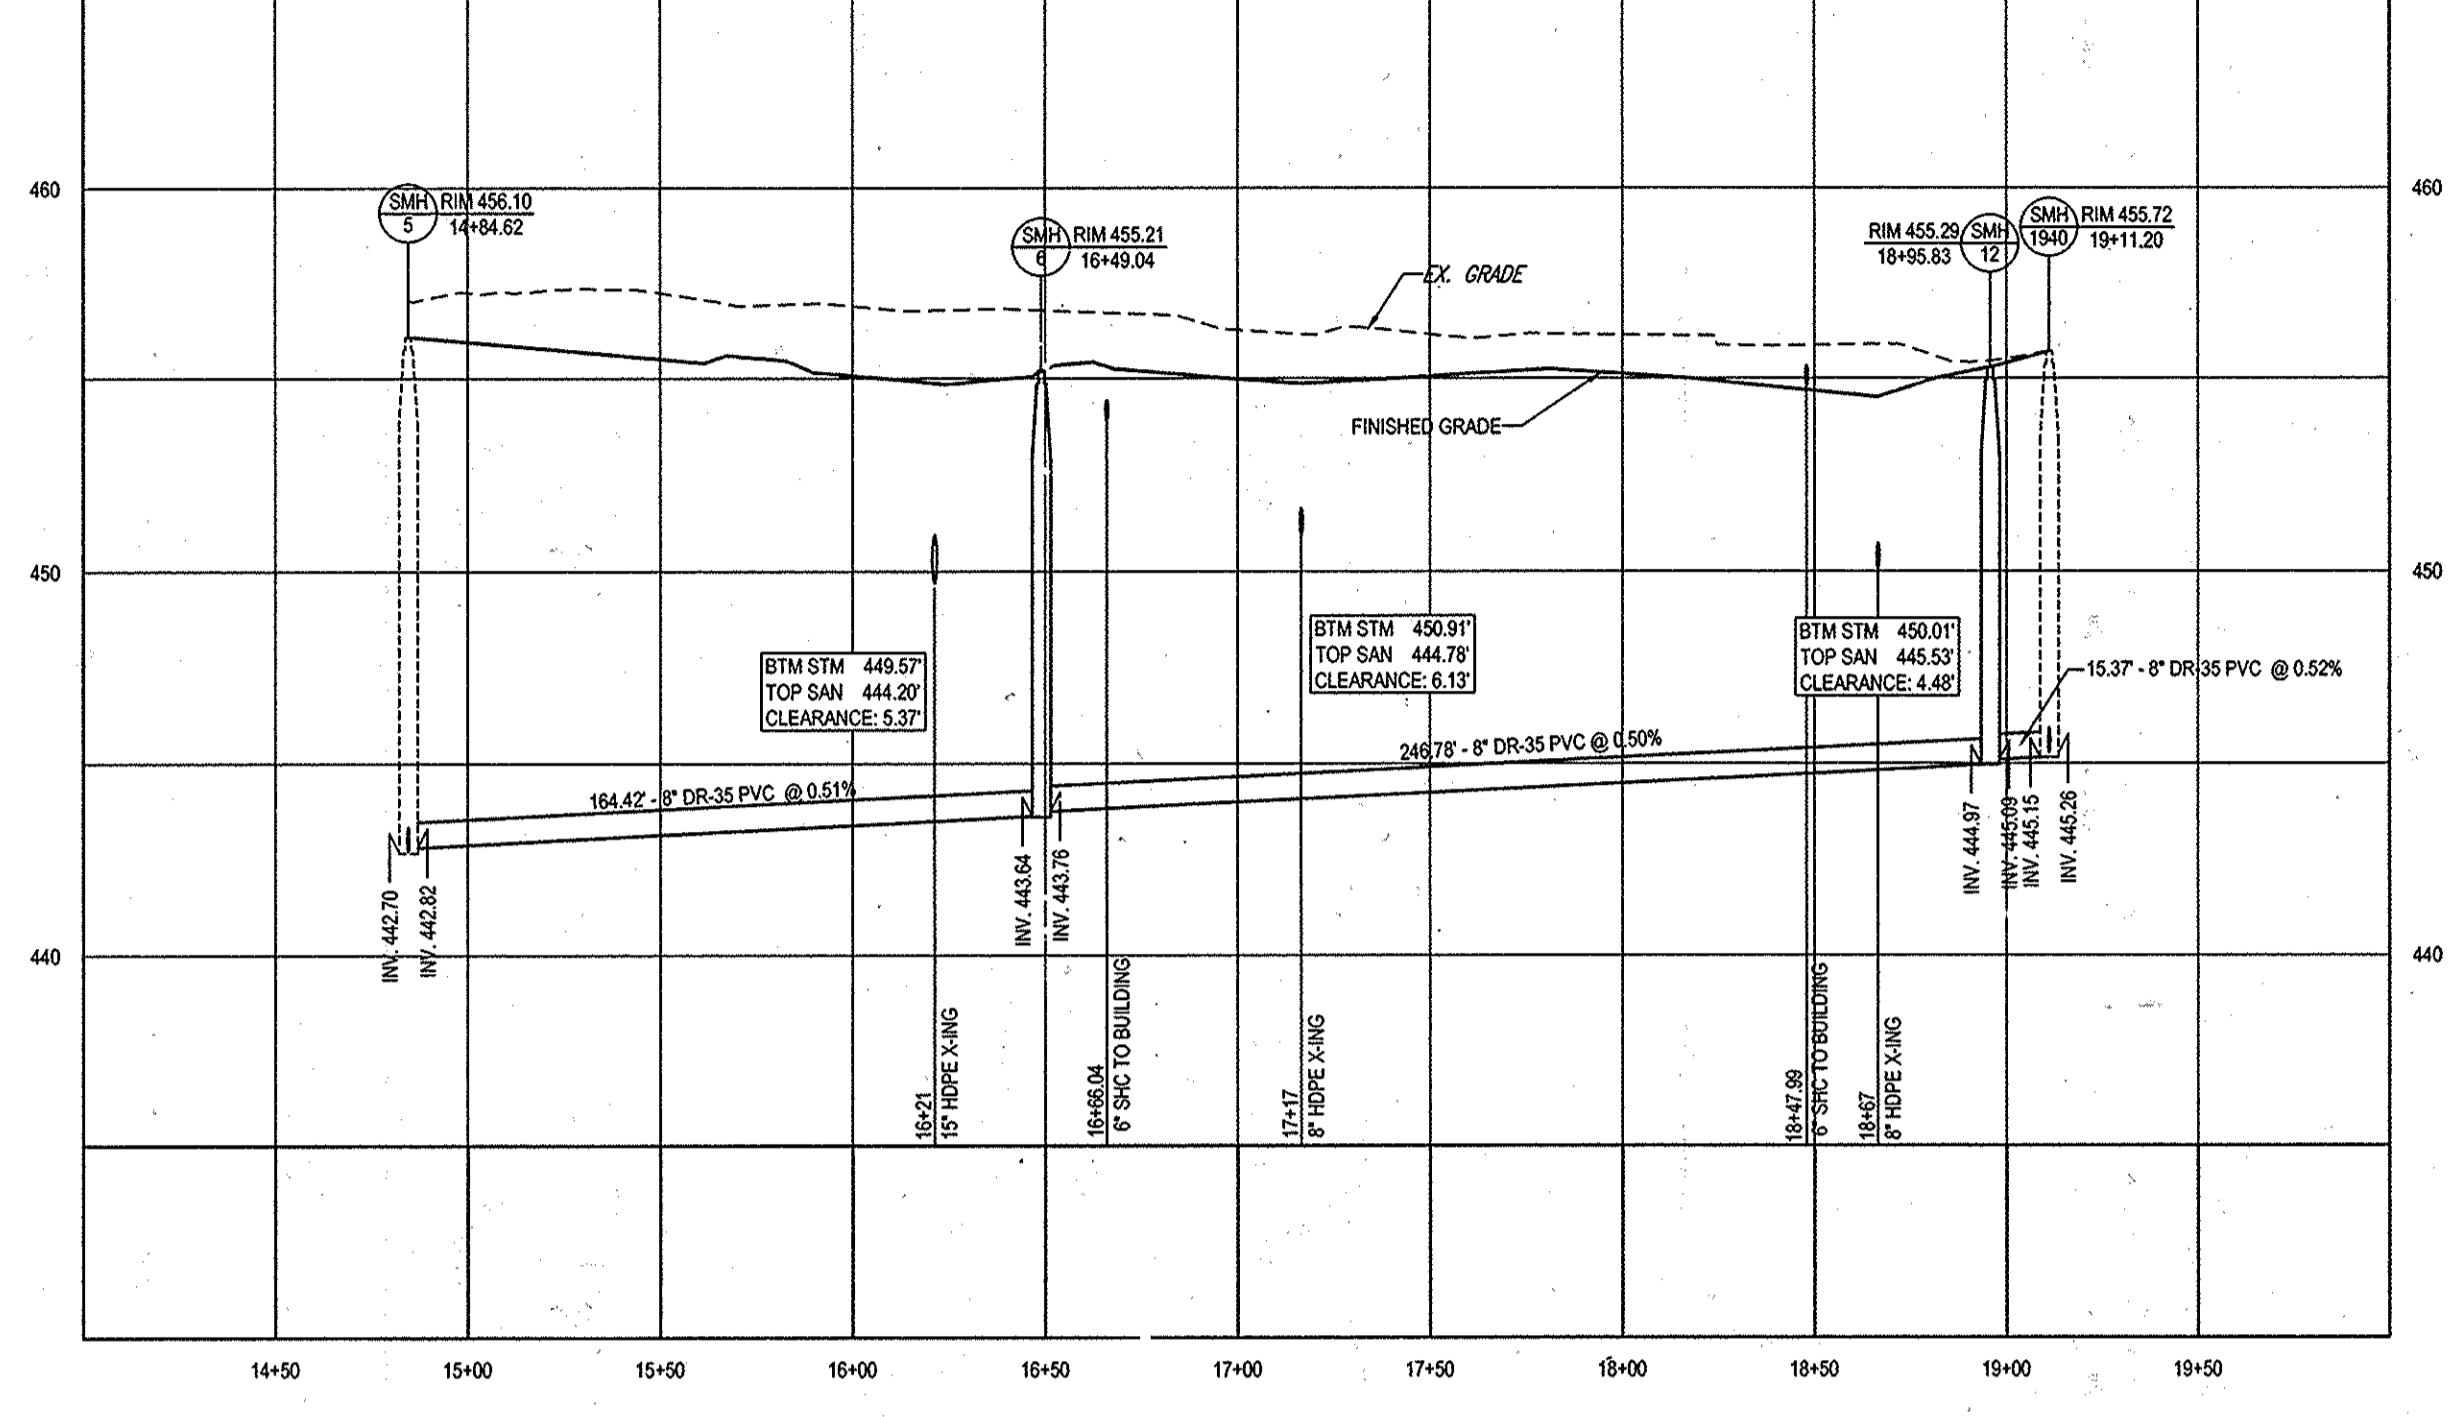 460
460
SMH
5
RIM 456.10
14+84.62
SMH
6
RIM 455.21
16+49.04
RIM 455.29
18+95.83
SMH
12
SMH
1940
RIM 455.72
19+11.20
EX. GRADE
FINISHED GRADE
450
450
BTM STM 449.57'
TOP SAN 444.20'
CLEARANCE: 5.37'
BTM STM 450.91'
TOP SAN 444.78'
CLEARANCE: 6.13'
BTM STM 450.01'
TOP SAN 445.53'
CLEARANCE: 4.48'
15.37' - 8" DR-35 PVC @ 0.52%
246.78' - 8" DR-35 PVC @ 0.50%
164.42' - 8" DR-35 PVC @ 0.51%
INV. 442.70
INV. 442.82
INV. 443.64
INV. 443.76
INV. 444.97
INV. 445.09
INV. 445.15
INV. 445.26
440
440
16+21
15" HDPE X-ING
16+66.04
6" SHC TO BUILDING
17+17
8" HDPE X-ING
18+47.99
6" SHC TO BUILDING
18+67
8" HDPE X-ING
14+50
15+00
15+50
16+00
16+50
17+00
17+50
18+00
18+50
19+00
19+50